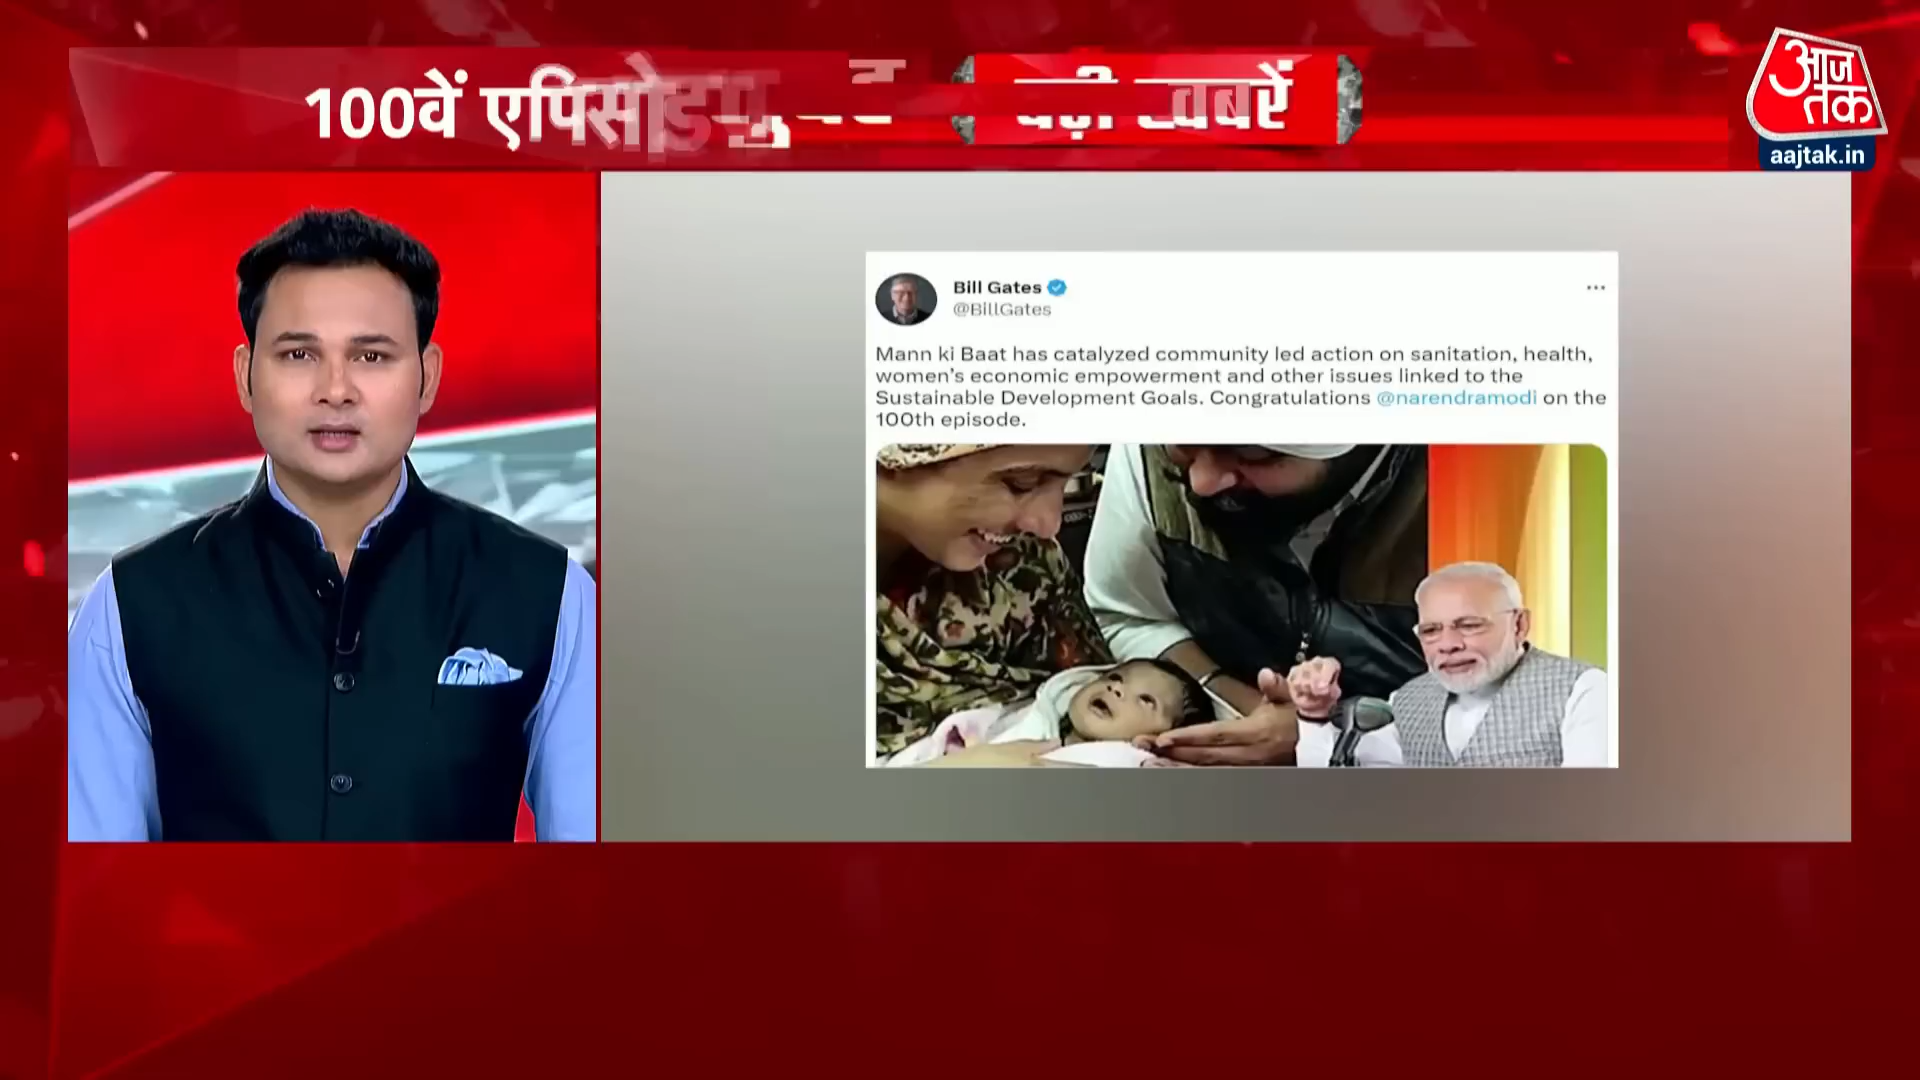 100वें एपिसोड
खबरें
आज
तक
aajtak.in
Bill Gates
@BillGates
Mann ki Baat has catalyzed community led action on sanitation, health,
women's economic empowerment and other issues linked to the
Sustainable Development Goals. Congratulations @narendramodi on the
100th episode.